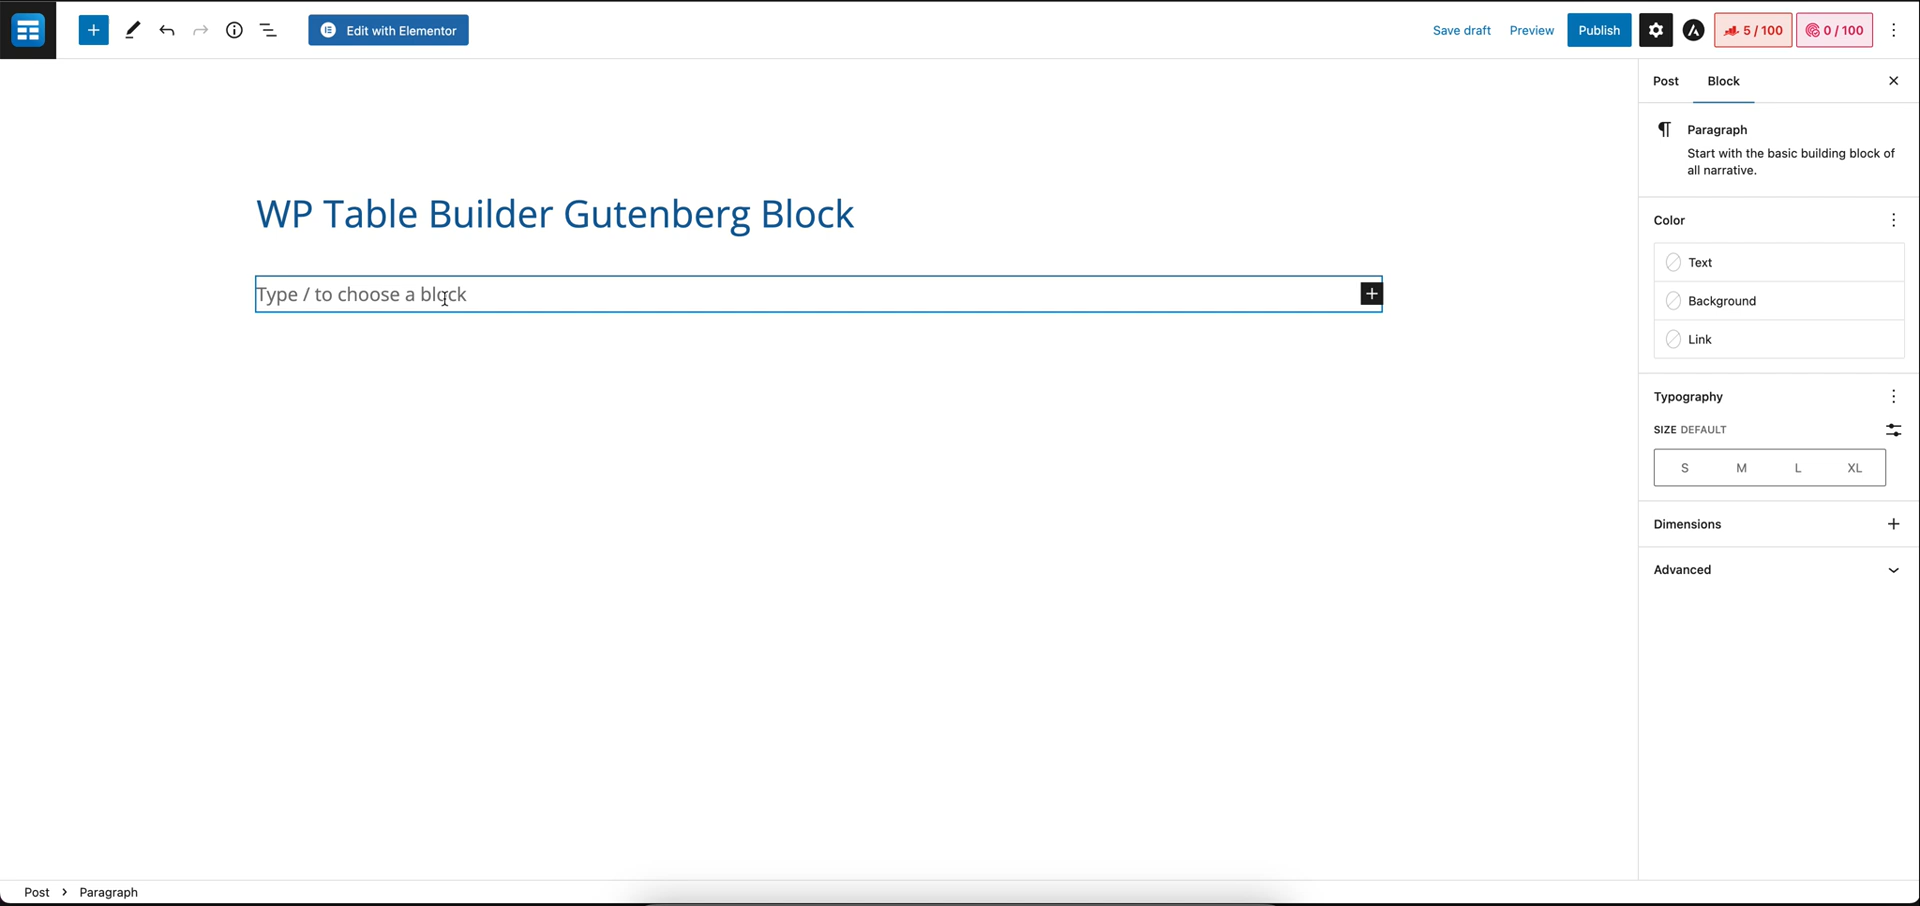 Edit with Elementor
Save draft
Preview
Publish
5 / 100
0 / 100
WP Table Builder Gutenberg Block
Type / to choose a block
Post
Block
Paragraph
Start with the basic building block of
all narrative.
Color
Text
Background
Link
Typography
SIZE DEFAULT
S M L XL
Dimensions
Advanced
Post > Paragraph